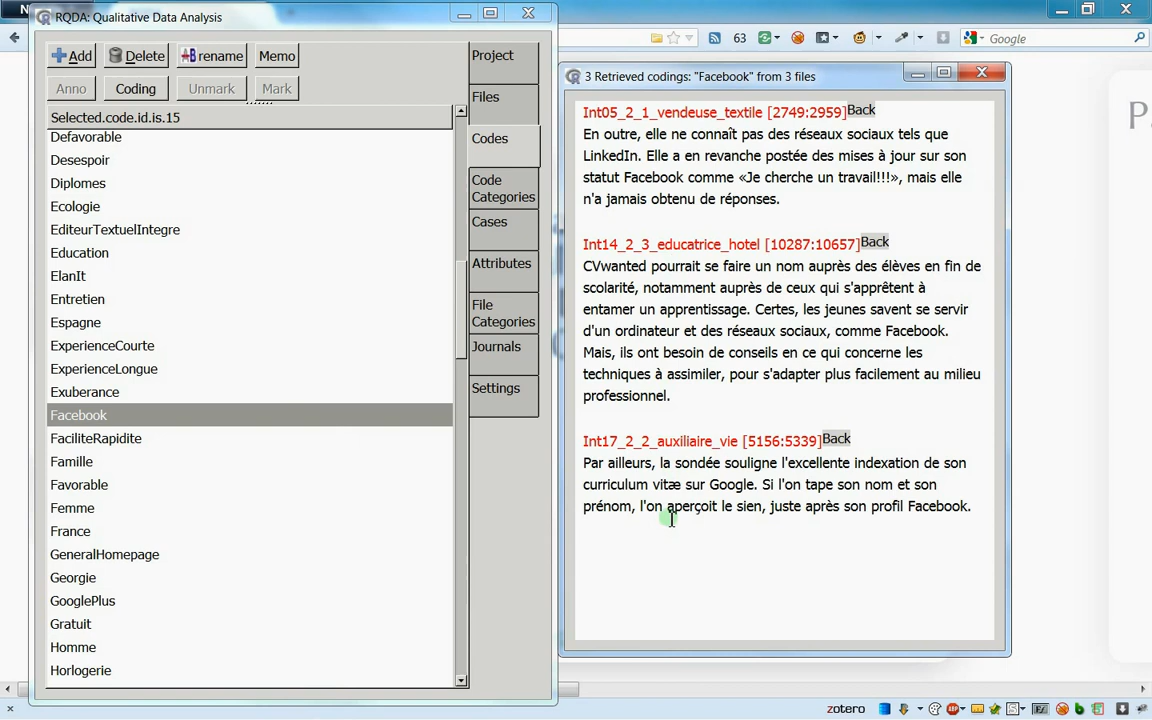 N
RQDA: Qualitative Data Analysis
Add
Delete
rename
Memo
Anno
Coding
Unmark
Mark
Selected.code.id.is.15
Defavorable
Desespoir
Diplomes
Ecologie
EditeurTextuelIntegre
Education
ElanIt
Entretien
Espagne
ExperienceCourte
ExperienceLongue
Exuberance
Facebook
FaciliteRapidite
Famille
Favorable
Femme
France
GeneralHomepage
Georgie
GooglePlus
Gratuit
Homme
Horlogerie
Project
Files
Codes
Code
Categories
Cases
Attributes
File
Categories
Journals
Settings
63
Google
3 Retrieved codings: "Facebook" from 3 files
Int05_2_1_vendeuse_textile [2749:2959]Back
En outre, elle ne connaît pas des réseaux sociaux tels que
LinkedIn. Elle a en revanche postée des mises à jour sur son
statut Facebook comme «Je cherche un travail!!!», mais elle
n'a jamais obtenu de réponses.
Int14_2_3_educatrice_hotel [10287:10657]Back
CVwanted pourrait se faire un nom auprès des élèves en fin de
scolarité, notamment auprès de ceux qui s'apprêtent à
entamer un apprentissage. Certes, les jeunes savent se servir
d'un ordinateur et des réseaux sociaux, comme Facebook.
Mais, ils ont besoin de conseils en ce qui concerne les
techniques à assimiler, pour s'adapter plus facilement au milieu
professionnel.
Int17_2_2_auxiliaire_vie [5156:5339]Back
Par ailleurs, la sondée souligne l'excellente indexation de son
curriculum vitæ sur Google. Si l'on tape son nom et son
prénom, l'on aperçoit le sien, juste après son profil Facebook.
P
zotero